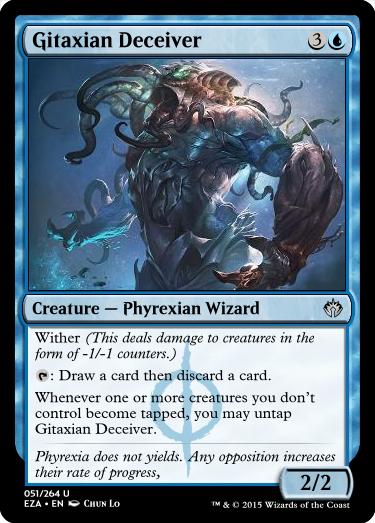 Gitaxian Deceiver 3
Creature — Phyrexian Wizard
Wither (This deals damage to creatures in the
form of -1/-1 counters.)
: Draw a card then discard a card.
Whenever one or more creatures you don't
control become tapped, you may untap
Gitaxian Deceiver.
Phyrexia does not yields. Any opposition increases
their rate of progress,
2/2
051/264 U
EZA • EN Chun Lo
™ & © 2015 Wizards of the Coast